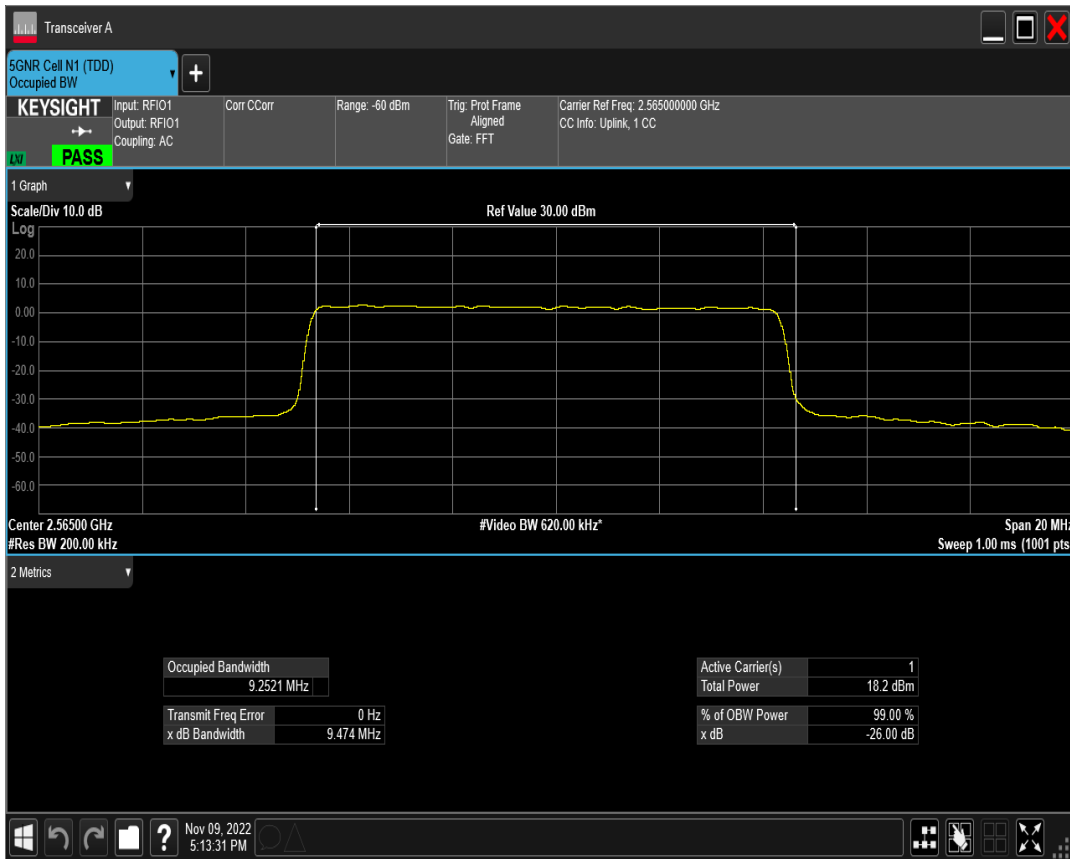 Transceiver A
5GNR Cell N1 (TDD)
Occupied BW
+
KEYSIGHT
LXI
PASS
Input: RFIO1
Output: RFIO1
Coupling: AC
Corr CCorr
Range: -60 dBm
Trig: Prot Frame
Aligned
Gate: FFT
Carrier Ref Freq: 2.565000000 GHz
CC Info: Uplink, 1 CC
1 Graph
Scale/Div 10.0 dB
Ref Value 30.00 dBm
Log
20.0
10.0
0.00
-10.0
-20.0
-30.0
-40.0
-50.0
-60.0
Center 2.56500 GHz
#Video BW 620.00 kHz*
Span 20 MHz
#Res BW 200.00 kHz
Sweep 1.00 ms (1001 pts
2 Metrics
Occupied Bandwidth
9.2521 MHz
Transmit Freq Error 0 Hz
x dB Bandwidth 9.474 MHz
Active Carrier(s) 1
Total Power 18.2 dBm
% of OBW Power 99.00 %
x dB -26.00 dB
?
Nov 09, 2022
5:13:31 PM